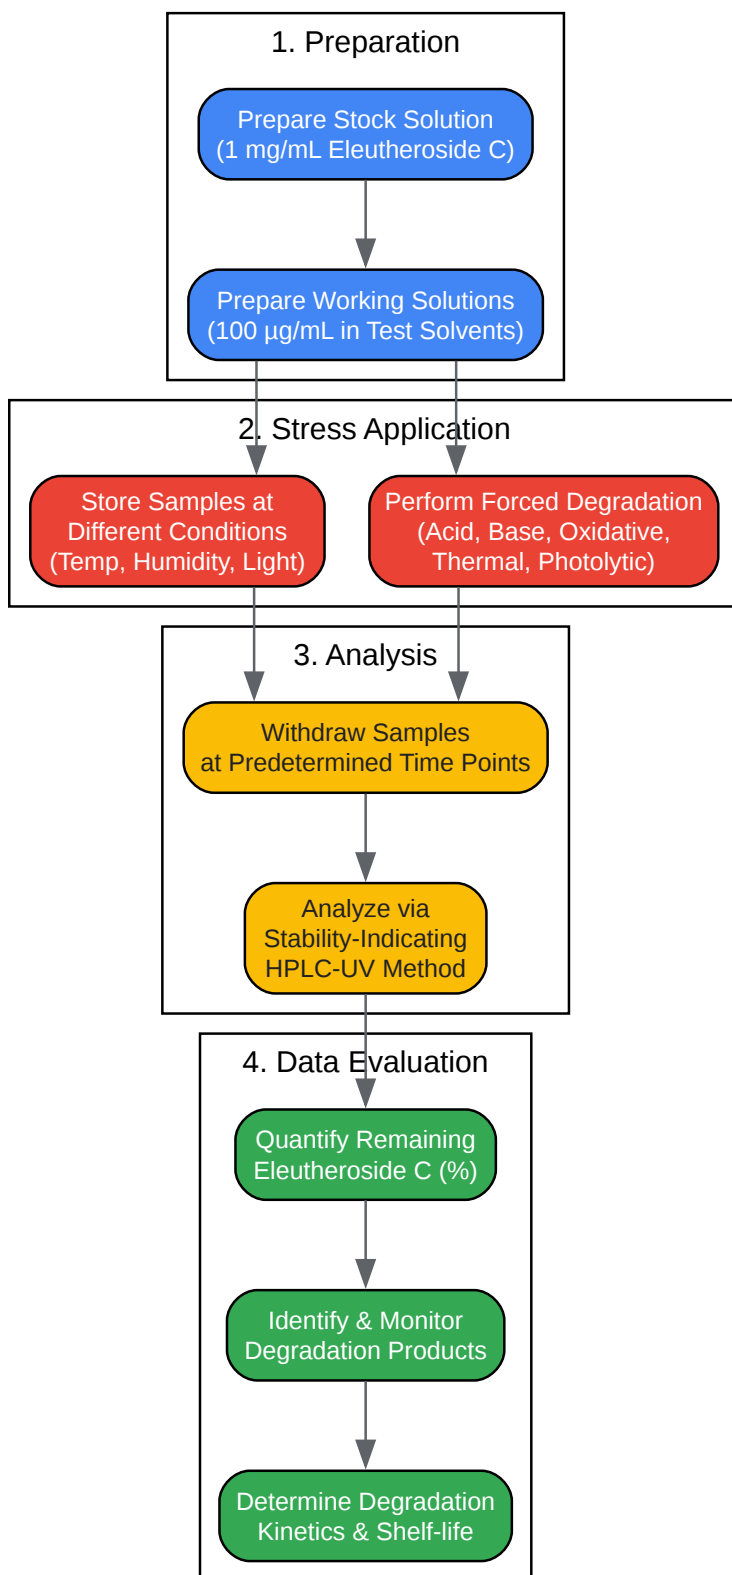 1. Preparation
Prepare Stock Solution
(1 mg/mL Eleutheroside C)
Prepare Working Solutions
(100 µg/mL in Test Solvents)
2. Stress Application
Store Samples at
Different Conditions
(Temp, Humidity, Light)
Perform Forced Degradation
(Acid, Base, Oxidative,
Thermal, Photolytic)
3. Analysis
Withdraw Samples
at Predetermined Time Points
Analyze via
Stability-Indicating
HPLC-UV Method
4. Data Evaluation
Quantify Remaining
Eleutheroside C (%)
Identify & Monitor
Degradation Products
Determine Degradation
Kinetics & Shelf-life